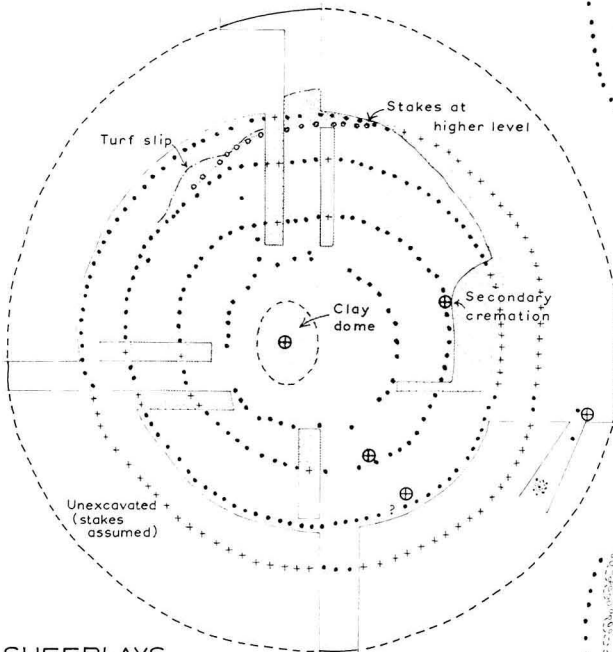 Stakes at
higher level
Turf slip
Secondary
cremation
Clay
dome
?
Unexcavated
(stakes
assumed)
SHEEPLAYS